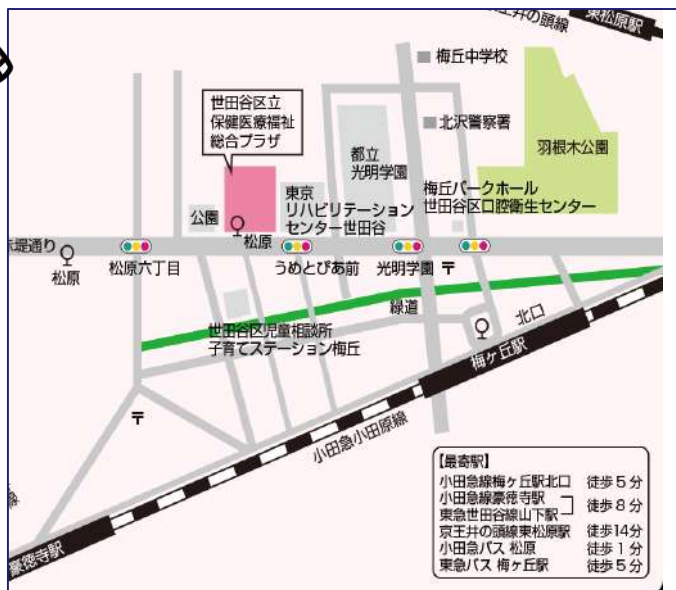 井の頭線
東松原駅
梅丘中学校
世田谷区立
保健医療福祉
総合プラザ
北沢警察署
羽根木公園
都立
光明学園
東京
リハビリテーション
センター世田谷
梅丘パークホール
世田谷区口腔衛生センター
公園
松原
堤通り
松原
松原六丁目
うめとぴあ前
光明学園
〒
緑道
北口
世田谷区児童相談所
子育てステーション梅丘
梅ヶ丘駅
〒
小田急小田原線
線
豪徳寺駅
【最寄駅】
小田急線梅ヶ丘駅北口 徒歩5分
小田急線豪徳寺駅
東急世田谷線山下駅 徒歩8分
京王井の頭線東松原駅 徒歩14分
小田急バス 松原 徒歩1分
東急バス 梅ヶ丘駅 徒歩5分